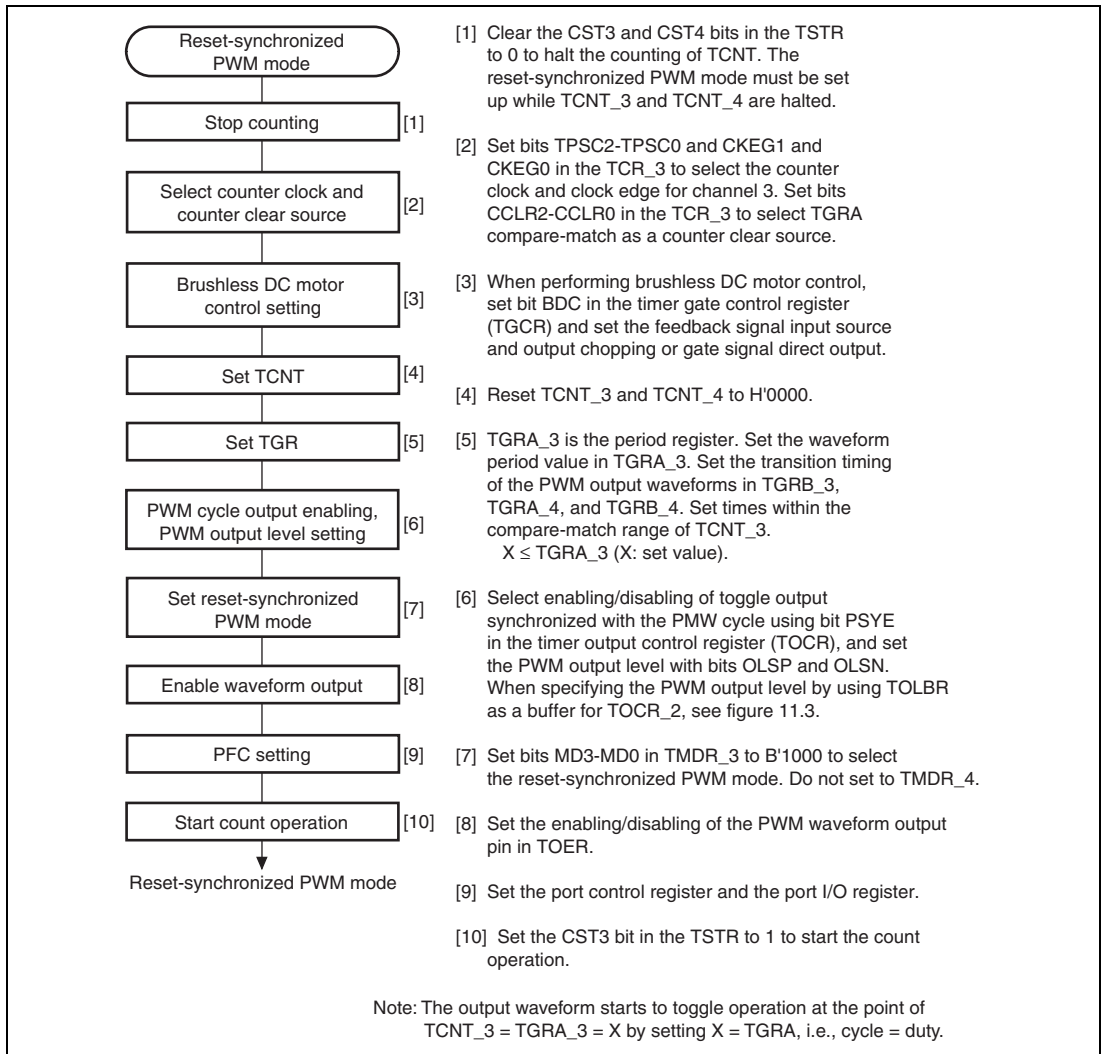 Reset-synchronized
PWM mode
Stop counting
[1]
Select counter clock and
counter clear source
[2]
Brushless DC motor
control setting
[3]
Set TCNT
[4]
Set TGR
[5]
PWM cycle output enabling,
PWM output level setting
[6]
Set reset-synchronized
PWM mode
[7]
Enable waveform output
[8]
PFC setting
[9]
Start count operation
[10]
Reset-synchronized PWM mode
[1] Clear the CST3 and CST4 bits in the TSTR
to 0 to halt the counting of TCNT. The
reset-synchronized PWM mode must be set
up while TCNT_3 and TCNT_4 are halted.
[2] Set bits TPSC2-TPSC0 and CKEG1 and
CKEG0 in the TCR_3 to select the counter
clock and clock edge for channel 3. Set bits
CCLR2-CCLR0 in the TCR_3 to select TGRA
compare-match as a counter clear source.
[3] When performing brushless DC motor control,
set bit BDC in the timer gate control register
(TGCR) and set the feedback signal input source
and output chopping or gate signal direct output.
[4] Reset TCNT_3 and TCNT_4 to H'0000.
[5] TGRA_3 is the period register. Set the waveform
period value in TGRA_3. Set the transition timing
of the PWM output waveforms in TGRB_3,
TGRA_4, and TGRB_4. Set times within the
compare-match range of TCNT_3.
X ≤ TGRA_3 (X: set value).
[6] Select enabling/disabling of toggle output
synchronized with the PMW cycle using bit PSYE
in the timer output control register (TOCR), and set
the PWM output level with bits OLSP and OLSN.
When specifying the PWM output level by using TOLBR
as a buffer for TOCR_2, see figure 11.3.
[7] Set bits MD3-MD0 in TMDR_3 to B'1000 to select
the reset-synchronized PWM mode. Do not set to TMDR_4.
[8] Set the enabling/disabling of the PWM waveform output
pin in TOER.
[9] Set the port control register and the port I/O register.
[10] Set the CST3 bit in the TSTR to 1 to start the count
operation.
Note: The output waveform starts to toggle operation at the point of
TCNT_3 = TGRA_3 = X by setting X = TGRA, i.e., cycle = duty.